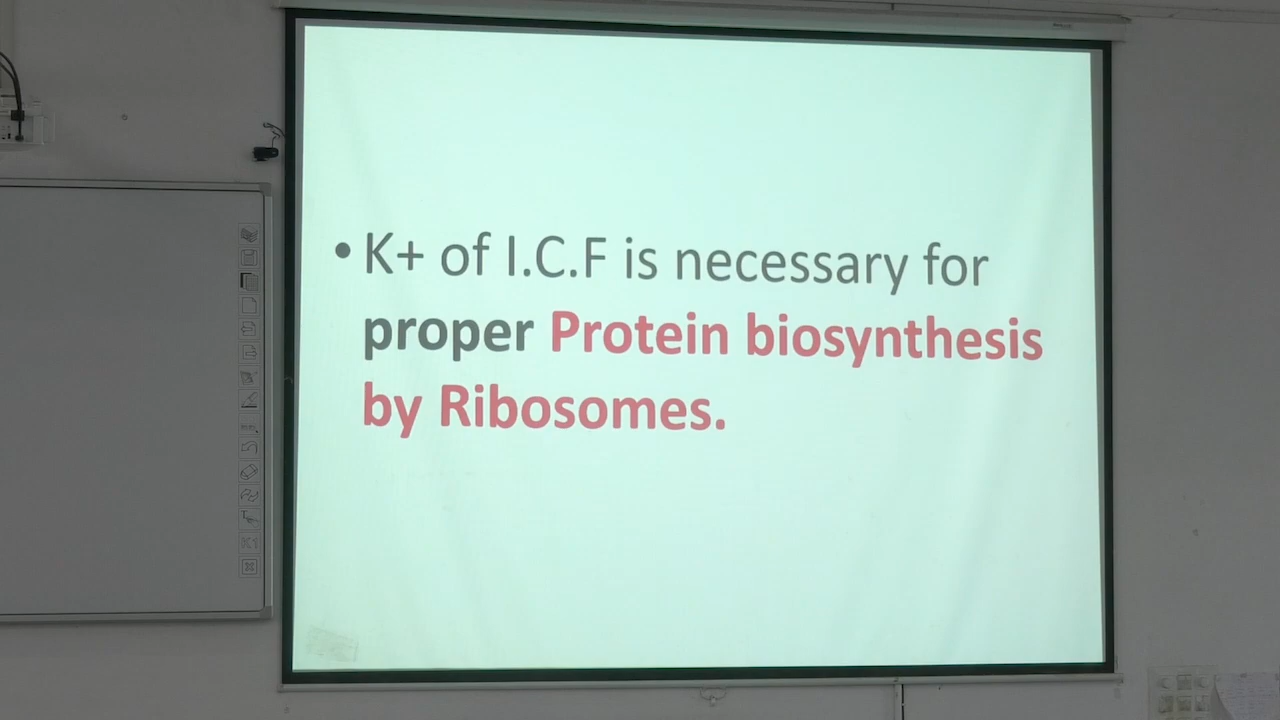 • K+ of I.C.F is necessary for
proper Protein biosynthesis
by Ribosomes.